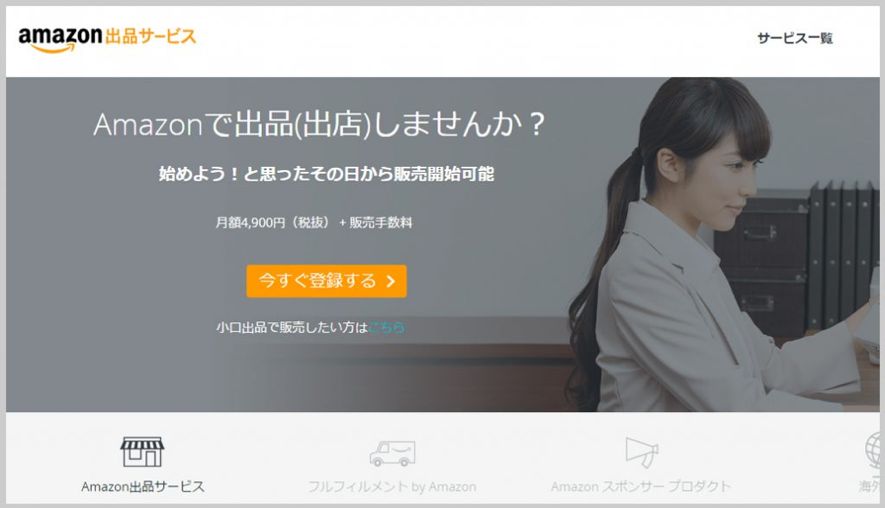 amazon出品サービス
サービス一覧
Amazonで出品(出店)しませんか？
始めよう！と思ったその日から販売開始可能
月額4,900円（税抜） + 販売手数料
今すぐ登録する
小口出品で販売したい方はこちら
Amazon出品サービス
フルフィルメント by Amazon
Amazon スポンサー プロダクト
海外